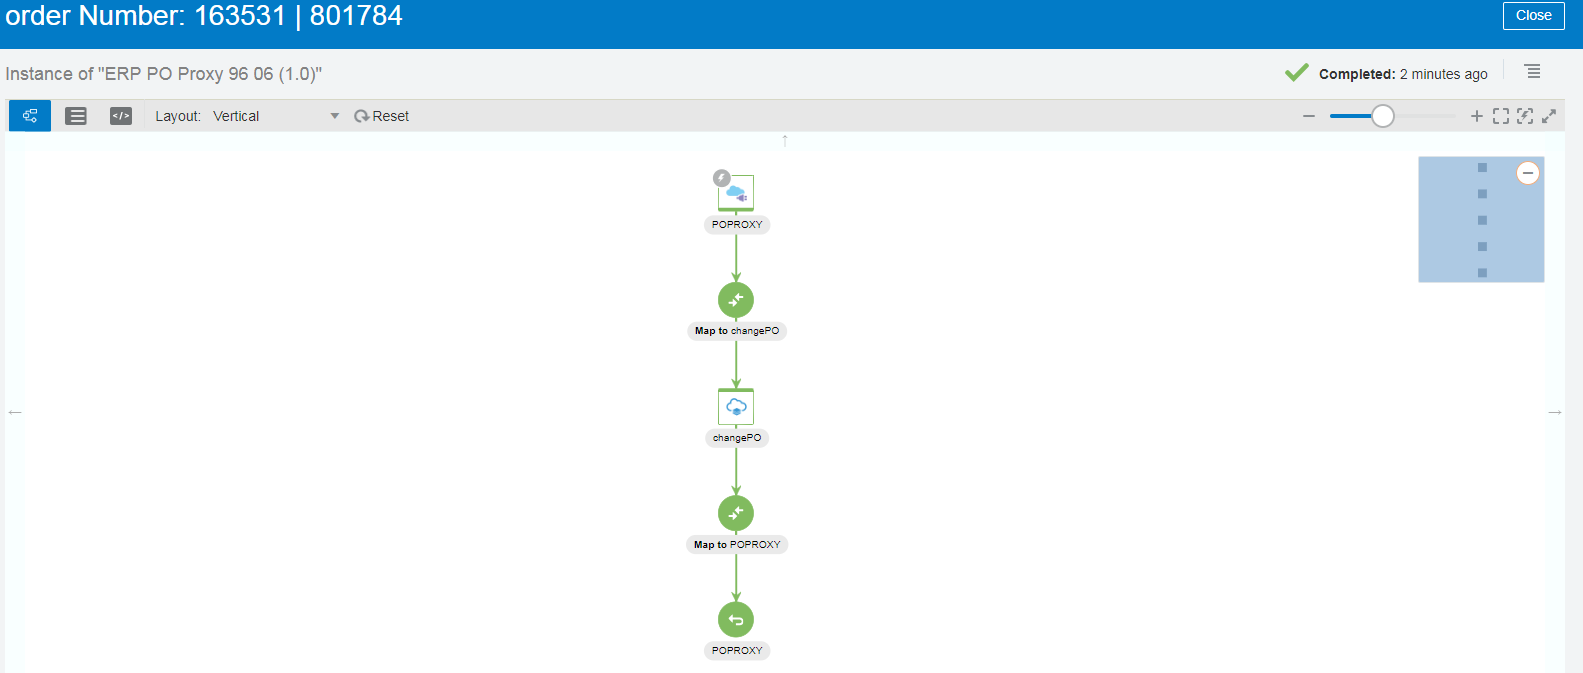 order Number: 163531 | 801784
Close
Instance of "ERP PO Proxy 96 06 (1.0)"
Completed: 2 minutes ago
</>
Layout: Vertical
Reset
POPROXY
Map to changePO
changePO
Map to POPROXY
POPROXY